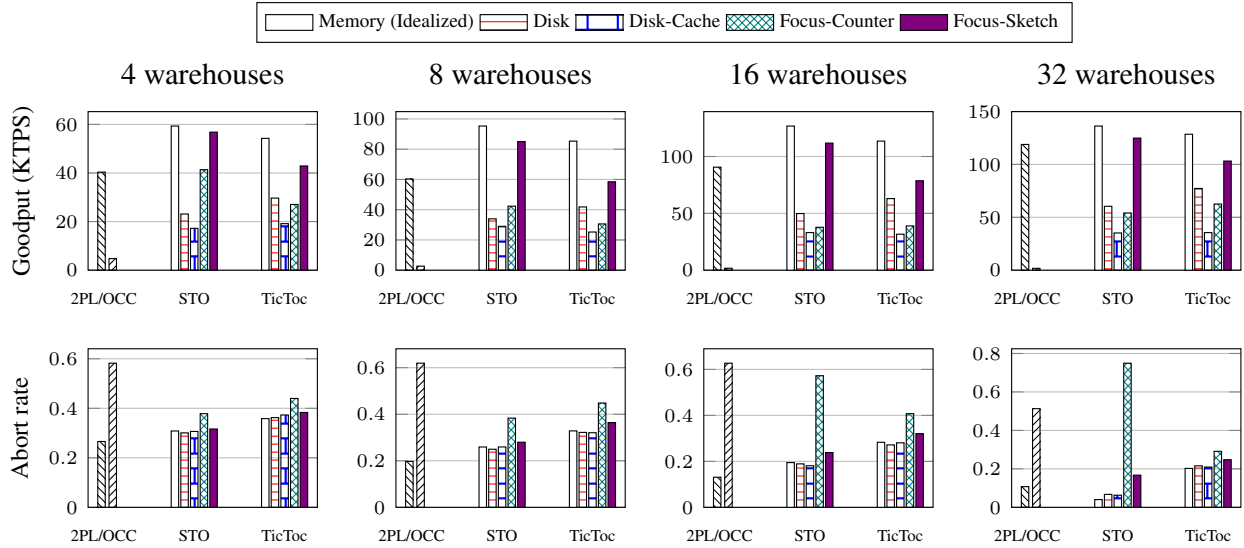 Memory (Idealized) Disk Disk-Cache Focus-Counter Focus-Sketch
4 warehouses 8 warehouses 16 warehouses 32 warehouses
Goodput (KTPS)
60
40
20
0
2PL/OCC STO TicToc
100
80
60
40
20
0
2PL/OCC STO TicToc
100
50
0
2PL/OCC STO TicToc
150
100
50
0
2PL/OCC STO TicToc
Abort rate
0.6
0.4
0.2
0
2PL/OCC STO TicToc
0.6
0.4
0.2
0
2PL/OCC STO TicToc
0.6
0.4
0.2
0
2PL/OCC STO TicToc
0.8
0.6
0.4
0.2
0
2PL/OCC STO TicToc